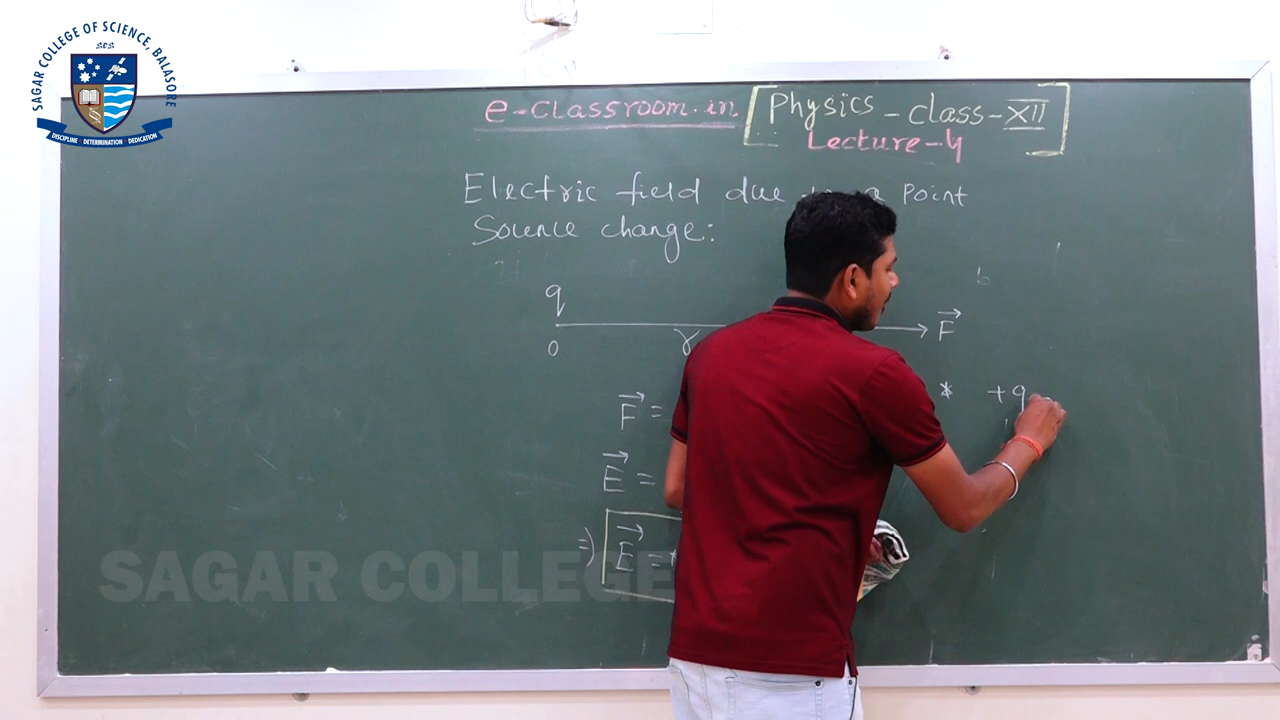 SAGAR COLLEGE OF SCIENCE, BALASORE
SCS
DISCIPLINE | DETERMINATION | DEDICATION
e-classroom.in [Physics - class - XII]
Lecture-4
Electric field due a Point
Source change:
q
0 r F
F =
* +q
E =
=) E =
SAGAR COLLEGE